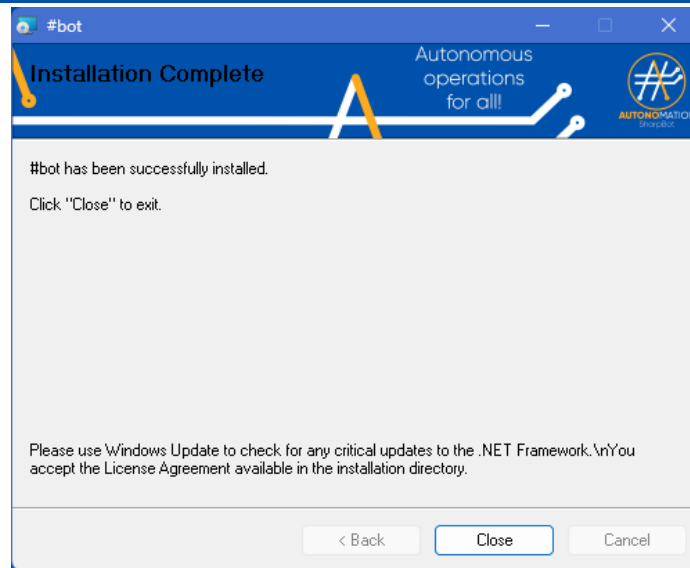 #bot
Installation Complete
Autonomous
operations
for all!
AUTONOMATIO
SharpBot
#bot has been successfully installed.
Click "Close" to exit.
Please use Windows Update to check for any critical updates to the .NET Framework.\nYou
accept the License Agreement available in the installation directory.
< Back
Close
Cancel